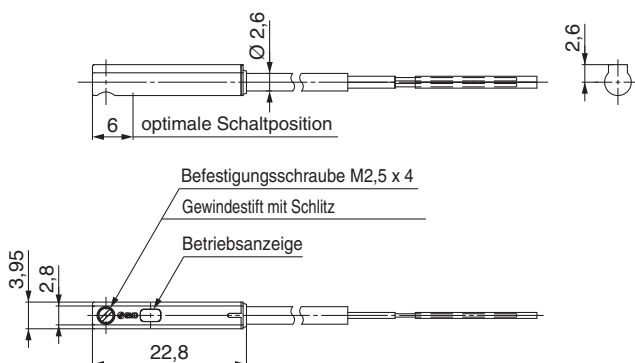 Ø 2,6
2,6
6
optimale Schaltposition
Befestigungsschraube M2,5 x 4
Gewindestift mit Schlitz
Betriebsanzeige
3,95
2,8
22,8